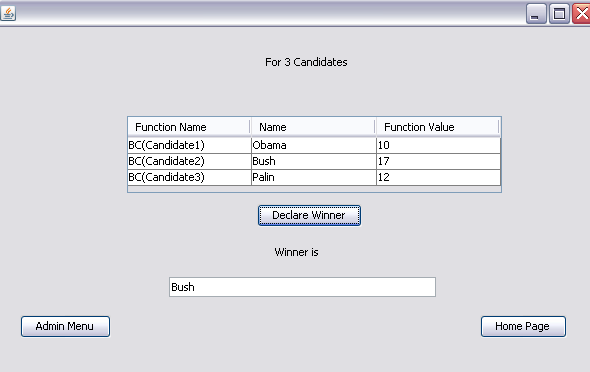 For 3 Candidates
Function Name Name Function Value
BC(Candidate1) Obama 10
BC(Candidate2) Bush 17
BC(Candidate3) Palin 12
Declare Winner
Winner is
Bush
Admin Menu Home Page